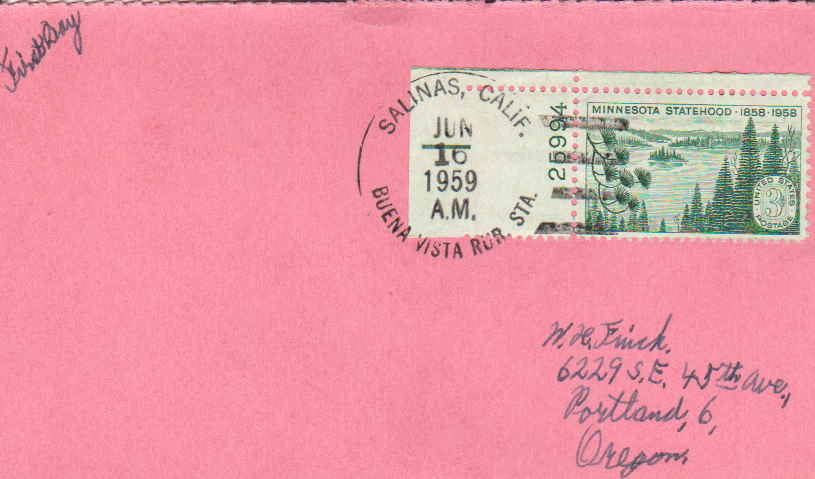 First Day
SALINAS, CALIF.
JUN
16
1959
A.M.
BUENA VISTA RUR. STA.
25994
MINNESOTA STATEHOOD · 1858 · 1958
UNITED STATES
3¢
POSTAGE
W. H. Finck.
6229 S.E. 45th Ave.,
Portland, 6,
Oregon.